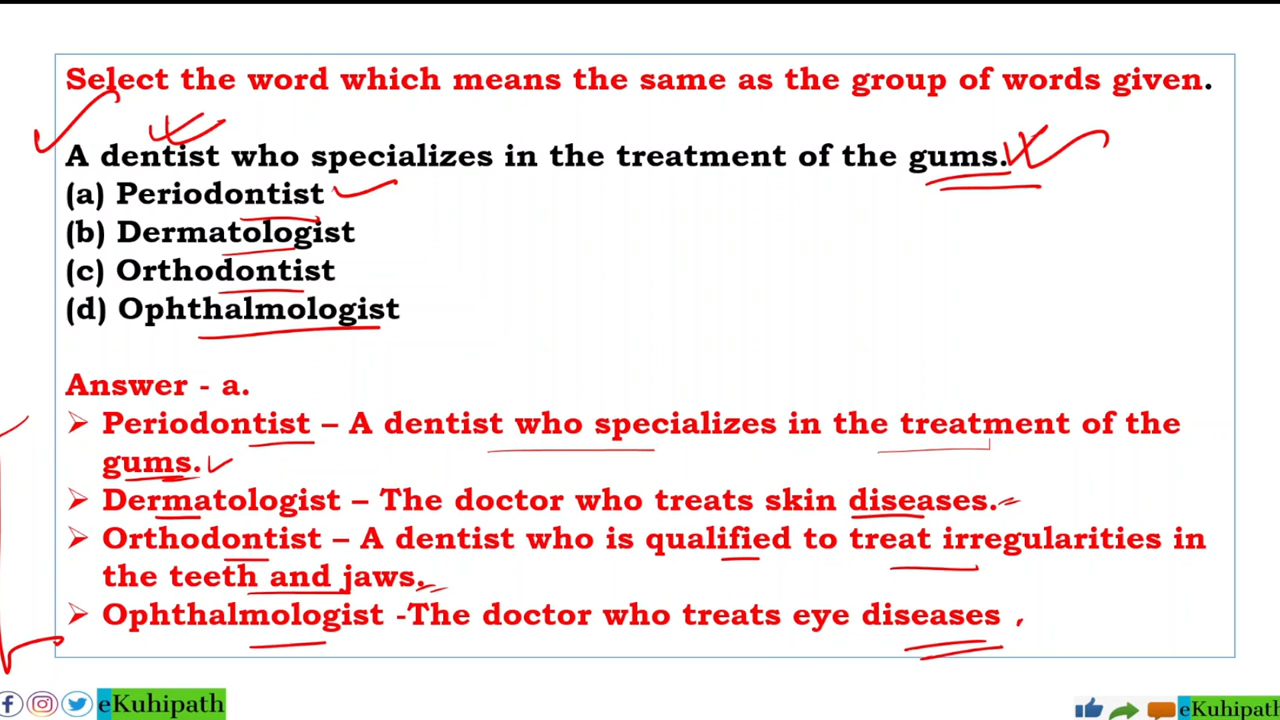 Select the word which means the same as the group of words given.
A dentist who specializes in the treatment of the gums.
(a) Periodontist
(b) Dermatologist
(c) Orthodontist
(d) Ophthalmologist
Answer - a.
➢ Periodontist – A dentist who specializes in the treatment of the
gums.
➢ Dermatologist – The doctor who treats skin diseases.
➢ Orthodontist – A dentist who is qualified to treat irregularities in
the teeth and jaws.
➢ Ophthalmologist -The doctor who treats eye diseases
eKuhipath
eKuhipath